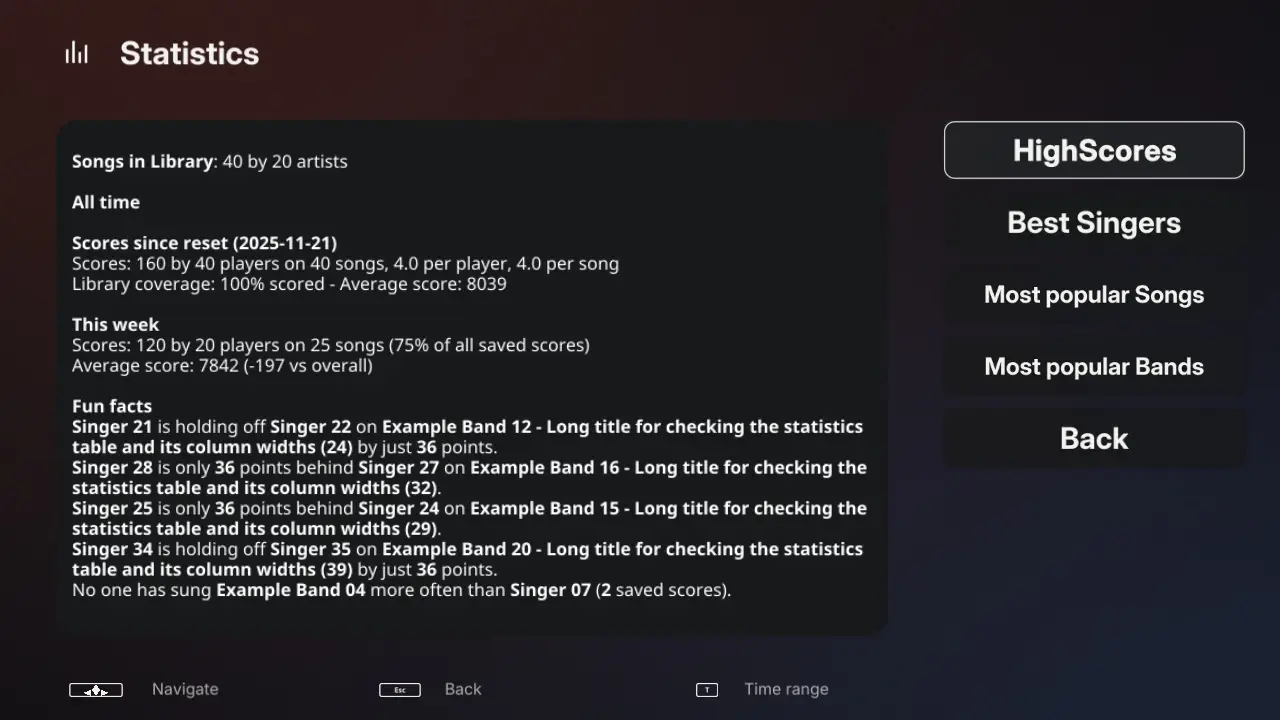 Statistics
Songs in Library: 40 by 20 artists
All time
Scores since reset (2025-11-21)
Scores: 160 by 40 players on 40 songs, 4.0 per player, 4.0 per song
Library coverage: 100% scored - Average score: 8039
This week
Scores: 120 by 20 players on 25 songs (75% of all saved scores)
Average score: 7842 (-197 vs overall)
Fun facts
Singer 21 is holding off Singer 22 on Example Band 12 - Long title for checking the statistics
table and its column widths (24) by just 36 points.
Singer 28 is only 36 points behind Singer 27 on Example Band 16 - Long title for checking the
statistics table and its column widths (32).
Singer 25 is only 36 points behind Singer 24 on Example Band 15 - Long title for checking the
statistics table and its column widths (29).
Singer 34 is holding off Singer 35 on Example Band 20 - Long title for checking the statistics
table and its column widths (39) by just 36 points.
No one has sung Example Band 04 more often than Singer 07 (2 saved scores).
HighScores
Best Singers
Most popular Songs
Most popular Bands
Back
Navigate
Esc Back
T Time range